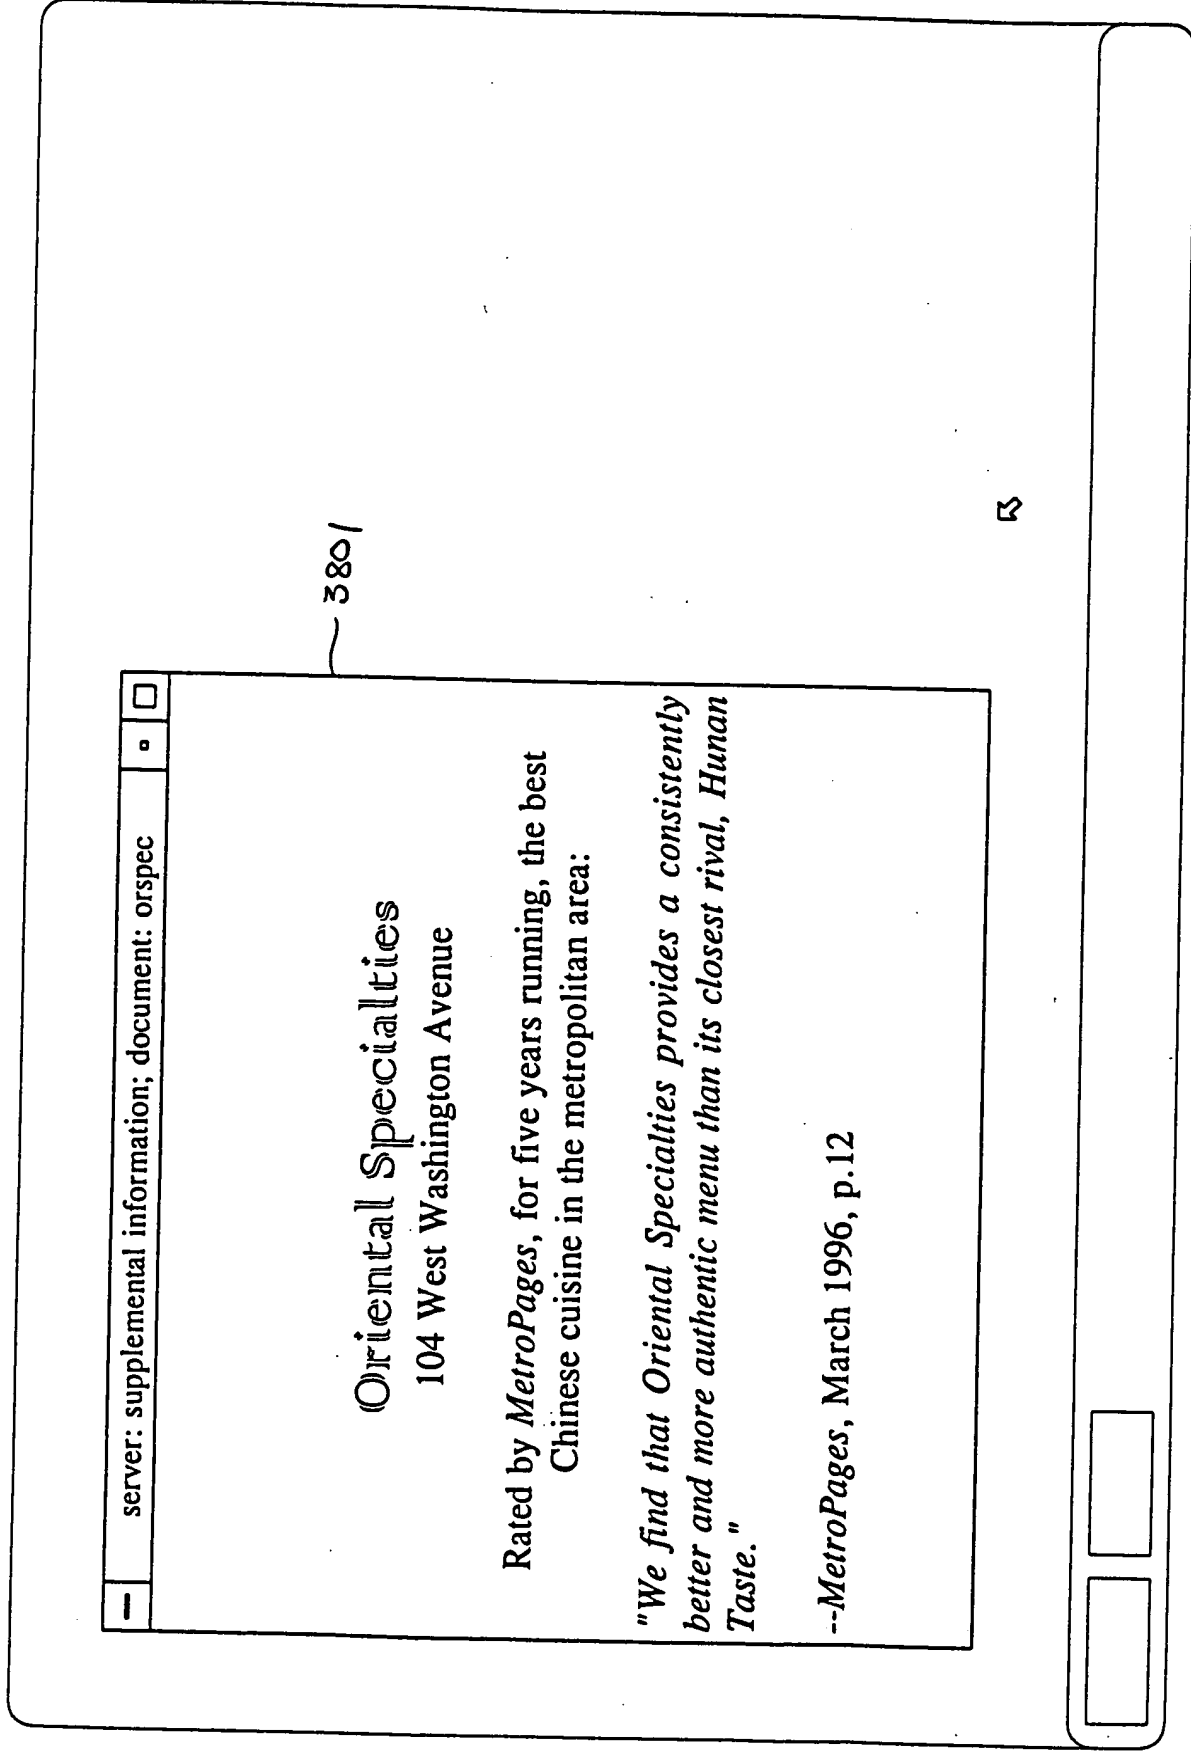 server: supplemental information; document: orspec
3801
Oriental Specialties
104 West Washington Avenue
Rated by MetroPages, for five years running, the best
Chinese cuisine in the metropolitan area:
"We find that Oriental Specialties provides a consistently
better and more authentic menu than its closest rival, Hunan
Taste."
--MetroPages, March 1996, p.12